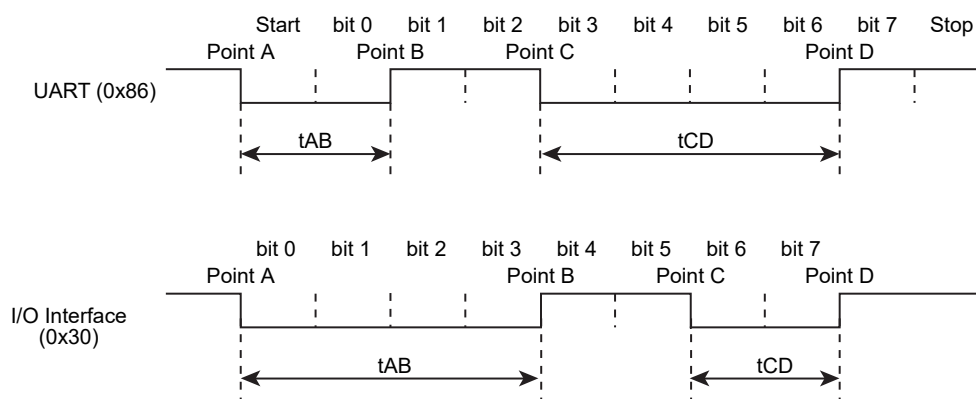 Start bit 0 bit 1 bit 2 bit 3 bit 4 bit 5 bit 6 bit 7 Stop
Point A Point B Point C Point D
UART (0x86)
tAB tCD
bit 0 bit 1 bit 2 bit 3 bit 4 bit 5 bit 6 bit 7
Point A Point B Point C Point D
I/O Interface
(0x30)
tAB tCD